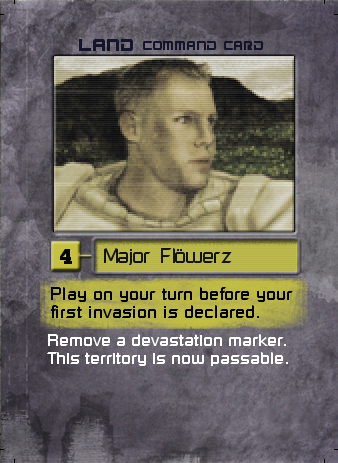 LAND COMMAND CARD
4 Major Flöwerz
Play on your turn before your
first invasion is declared.
Remove a devastation marker.
This territory is now passable.